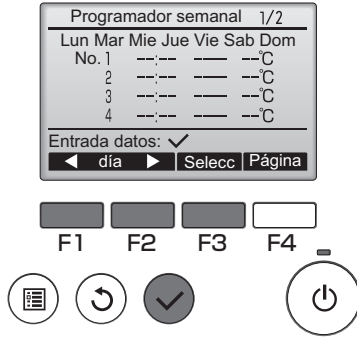 Programador semanal 1/2
Lun Mar Mie Jue Vie Sab Dom
No. 1 --:-- —— --°C
2 --:-- —— --°C
3 --:-- —— --°C
4 --:-- —— --°C
Entrada datos: ✓
◀ día ▶ Selecc Página
F1 F2 F3 F4